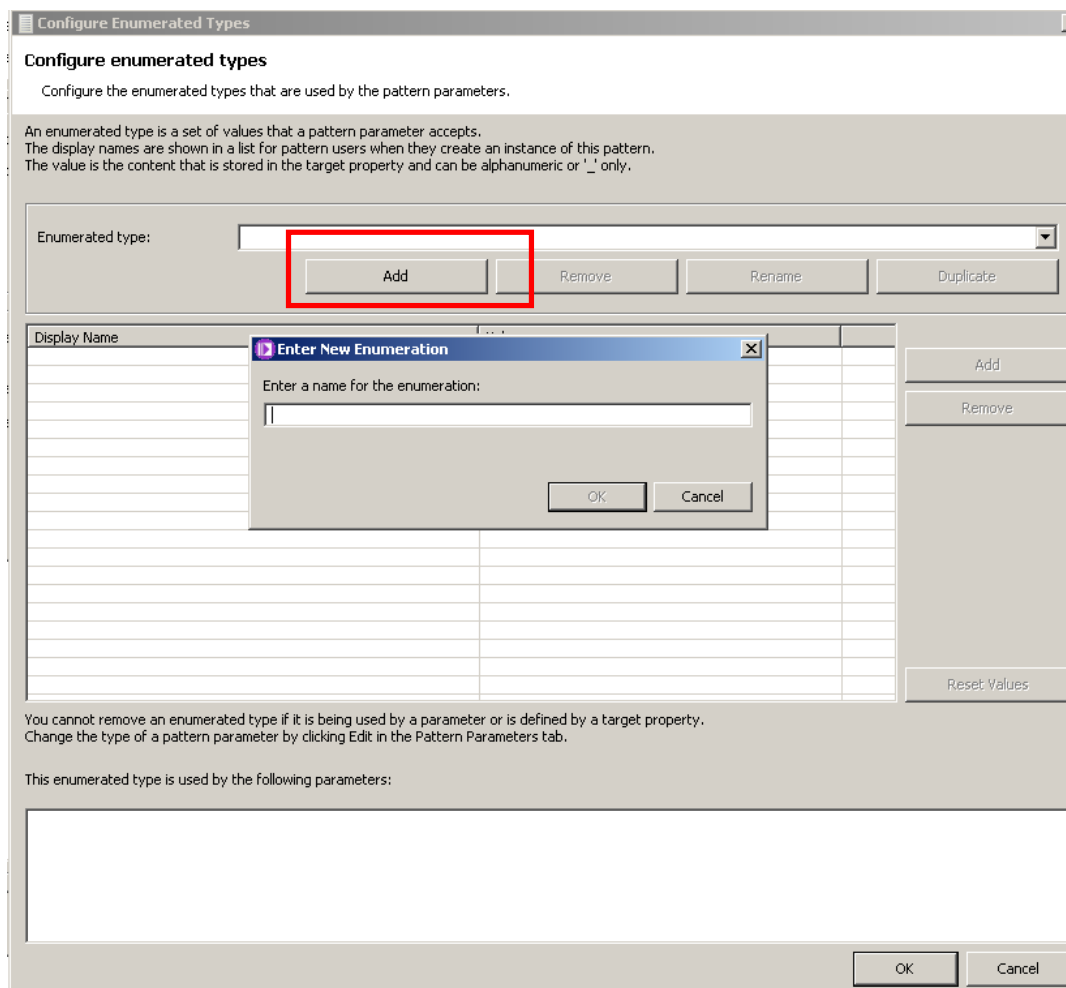 Configure Enumerated Types
Configure enumerated types
Configure the enumerated types that are used by the pattern parameters.
An enumerated type is a set of values that a pattern parameter accepts.
The display names are shown in a list for pattern users when they create an instance of this pattern.
The value is the content that is stored in the target property and can be alphanumeric or '_' only.
Enumerated type:
Add Remove Rename Duplicate
Display Name
Enter New Enumeration
Enter a name for the enumeration:
OK Cancel
Add
Remove
Reset Values
You cannot remove an enumerated type if it is being used by a parameter or is defined by a target property.
Change the type of a pattern parameter by clicking Edit in the Pattern Parameters tab.
This enumerated type is used by the following parameters:
OK Cancel